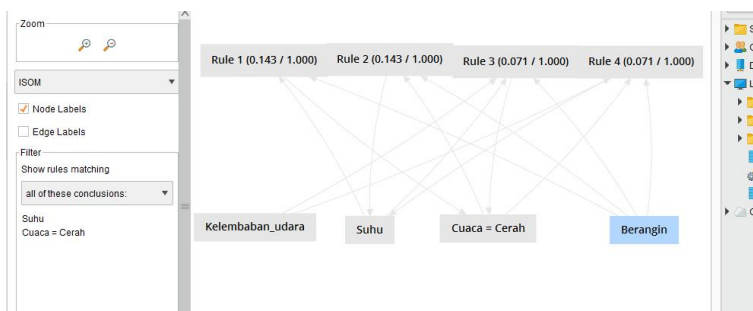 Zoom
ISOM
Node Labels
Edge Labels
Filter
Show rules matching
all of these conclusions:
Suhu
Cuaca = Cerah
Rule 1 (0.143 / 1.000)
Rule 2 (0.143 / 1.000)
Rule 3 (0.071 / 1.000)
Rule 4 (0.071 / 1.000)
Kelembaban_udara
Suhu
Cuaca = Cerah
Berangin